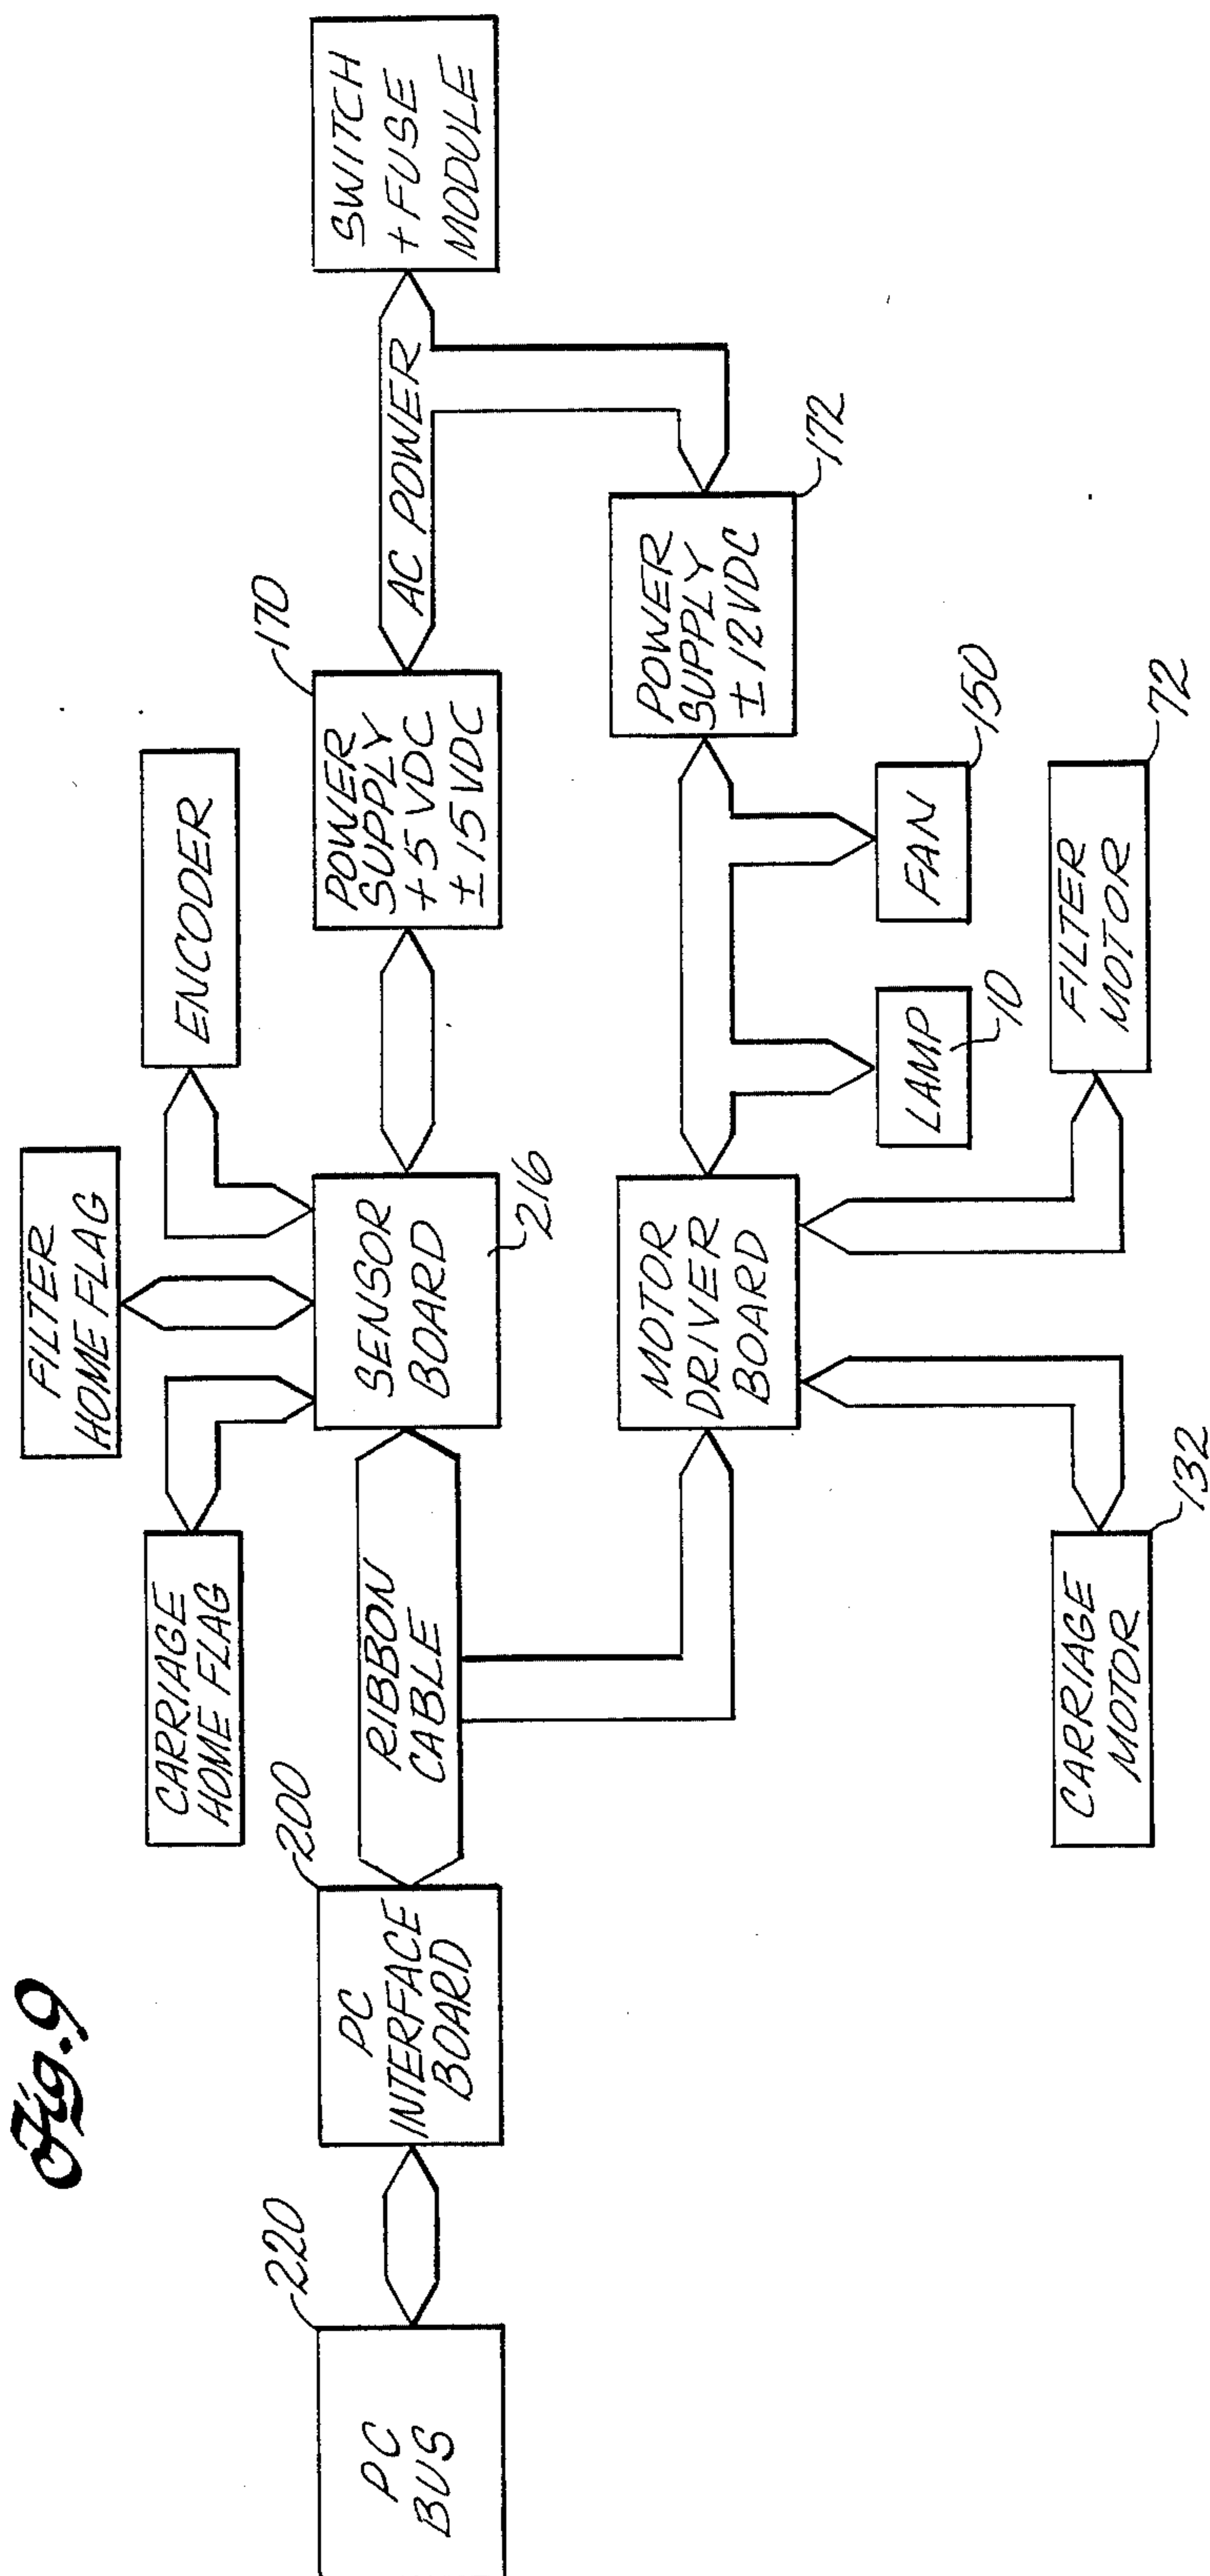 Fig. 9
220
PC
BUS
200
PC
INTERFACE
BOARD
RIBBON
CABLE
CARRIAGE
HOME FLAG
FILTER
HOME FLAG
ENCODER
SENSOR
BOARD
216
170
POWER
SUPPLY
+5VDC
±15VDC
AC POWER
SWITCH
+FUSE
MODULE
MOTOR
DRIVER
BOARD
POWER
SUPPLY
±12VDC
172
LAMP
10
FAN
150
CARRIAGE
MOTOR
132
FILTER
MOTOR
72